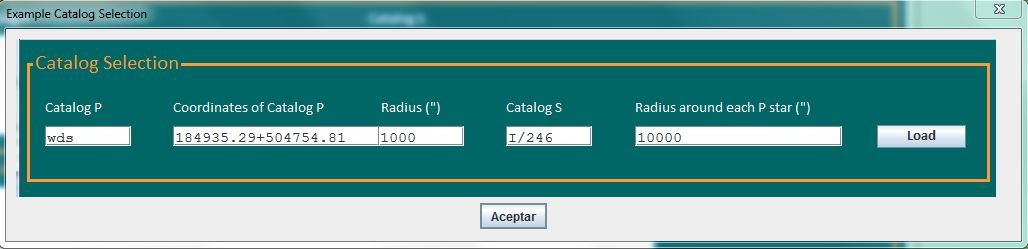 Example Catalog Selection
Catalog S
Catalog Selection
Catalog P Coordinates of Catalog P Radius (") Catalog S Radius around each P star (")
wds 184935.29+504754.81 1000 I/246 10000 Load
Aceptar